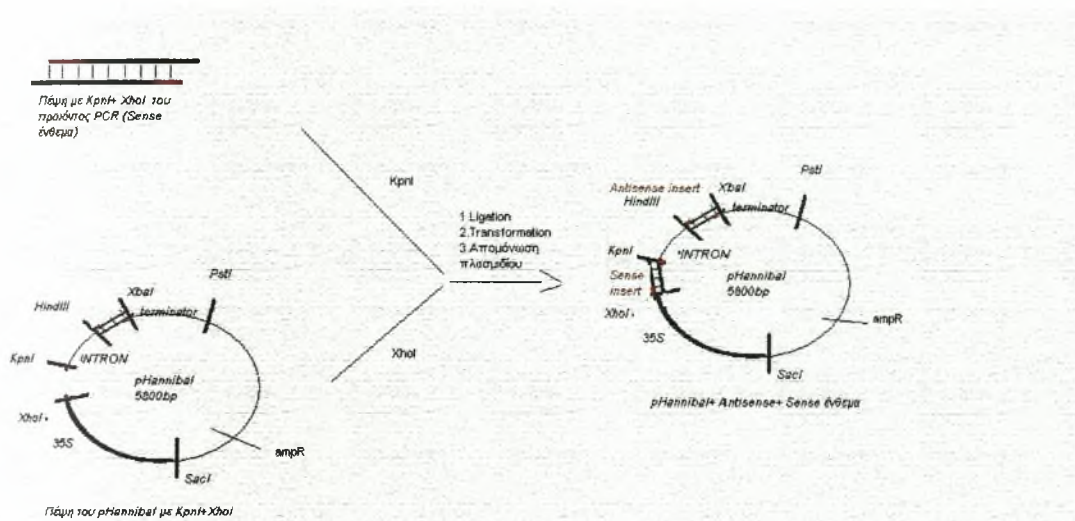 Πέψη με KpnI+ XhoI του
προιόντος PCR (Sense
ένθεμα)
KpnI
XhoI
1.Ligation
2.Transformation
3.Απομόνωση
πλασμιδίου
PstI
XbaI
HindIII
terminator
KpnI
INTRON
pHannibal
5800bp
XhoI
35S
ampR
SacI
Πέψη του pHannibal με KpnI+XhoI
PstI
Antisense insert
XbaI
HindIII
terminator
KpnI
INTRON
Sense
insert
pHannibal
5800bp
XhoI
35S
ampR
SacI
pHannibal+ Antisense+ Sense ένθεμα